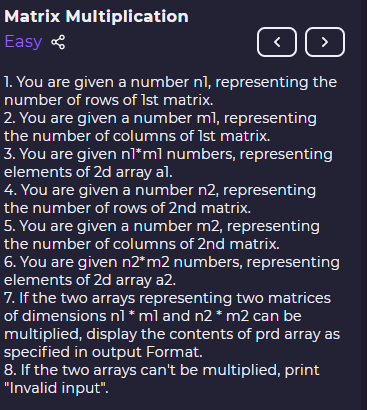 Matrix Multiplication
Easy
1. You are given a number n1, representing the
number of rows of 1st matrix.
2. You are given a number m1, representing
the number of columns of 1st matrix.
3. You are given n1*m1 numbers, representing
elements of 2d array a1.
4. You are given a number n2, representing
the number of rows of 2nd matrix.
5. You are given a number m2, representing
the number of columns of 2nd matrix.
6. You are given n2*m2 numbers, representing
elements of 2d array a2.
7. If the two arrays representing two matrices
of dimensions n1 * m1 and n2 * m2 can be
multiplied, display the contents of prd array as
specified in output Format.
8. If the two arrays can't be multiplied, print
"Invalid input".